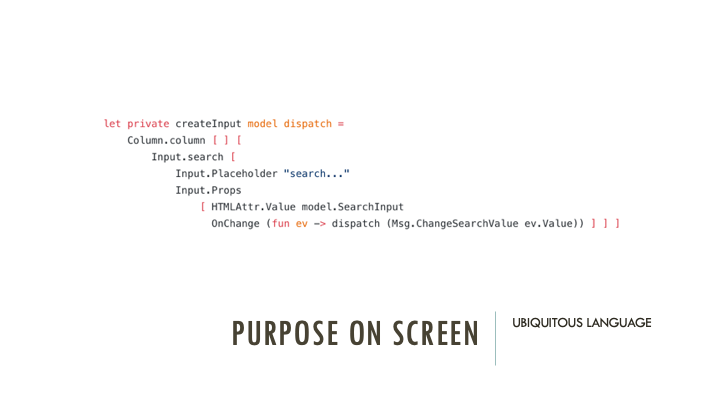 let private createInput model dispatch =
    Column.column [ ] [
        Input.search [
            Input.Placeholder "search..."
            Input.Props
                [ HTMLAttr.Value model.SearchInput
                  OnChange (fun ev -> dispatch (Msg.ChangeSearchValue ev.Value)) ] ] ]
PURPOSE ON SCREEN
UBIQUITOUS LANGUAGE